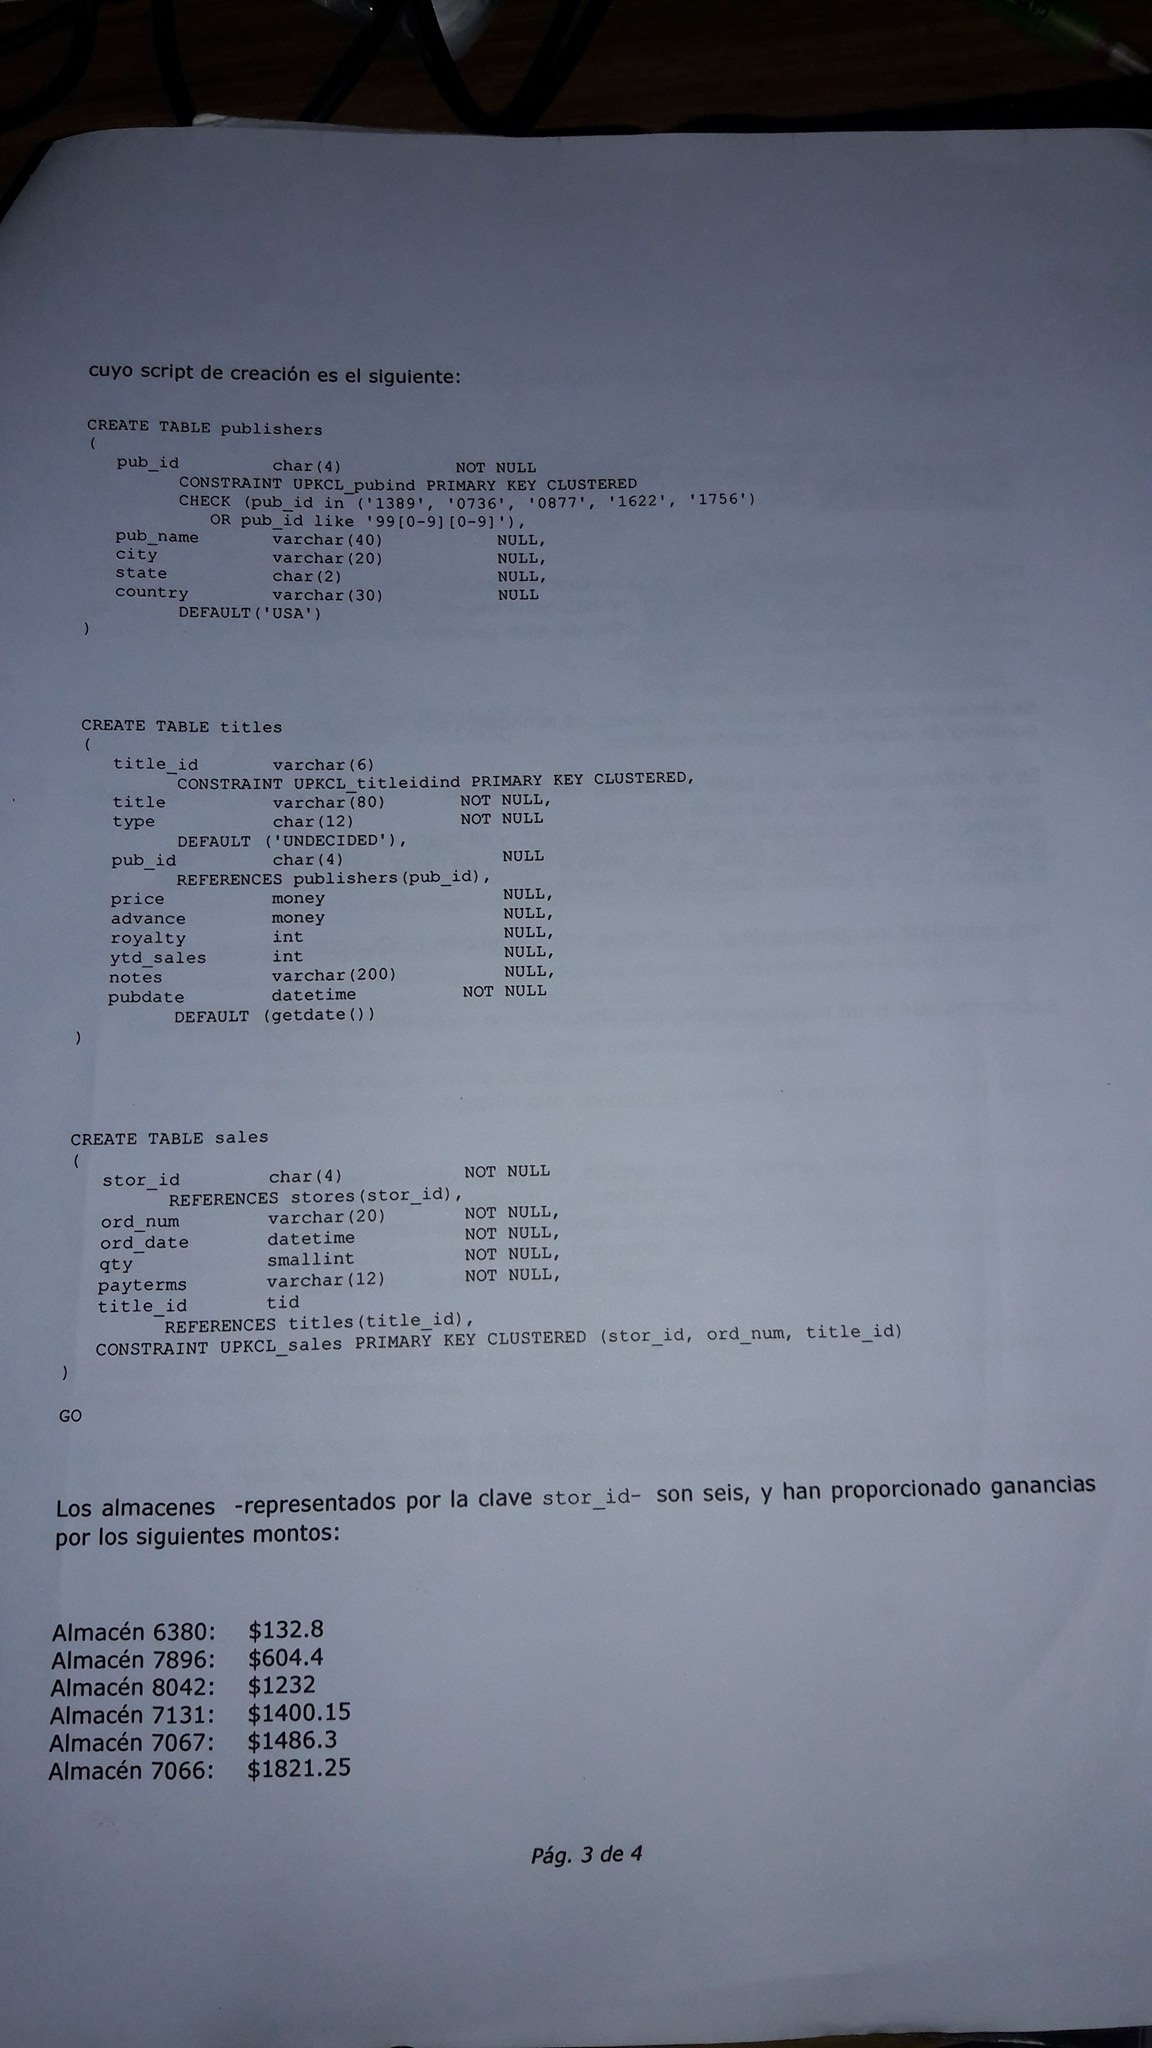 cuyo script de creación es el siguiente:
CREATE TABLE publishers
(
pub_id char(4) NOT NULL
CONSTRAINT UPKCL_pubind PRIMARY KEY CLUSTERED
CHECK (pub_id in ('1389', '0736', '0877', '1622', '1756')
OR pub_id like '99[0-9][0-9]'),
pub_name varchar(40) NULL,
city varchar(20) NULL,
state char(2) NULL,
country varchar(30) NULL
DEFAULT('USA')
)
CREATE TABLE titles
(
title_id varchar(6)
CONSTRAINT UPKCL_titleidind PRIMARY KEY CLUSTERED,
title varchar(80) NOT NULL,
type char(12) NOT NULL
DEFAULT ('UNDECIDED'),
pub_id char(4) NULL
REFERENCES publishers(pub_id),
price money NULL,
advance money NULL,
royalty int NULL,
ytd_sales int NULL,
notes varchar(200) NULL,
pubdate datetime NOT NULL
DEFAULT (getdate())
)
CREATE TABLE sales
(
stor_id char(4) NOT NULL
REFERENCES stores(stor_id),
ord_num varchar(20) NOT NULL,
ord_date datetime NOT NULL,
qty smallint NOT NULL,
payterms varchar(12) NOT NULL,
title_id tid
REFERENCES titles(title_id),
CONSTRAINT UPKCL_sales PRIMARY KEY CLUSTERED (stor_id, ord_num, title_id)
)
GO
Los almacenes -representados por la clave stor_id- son seis, y han proporcionado ganancias
por los siguientes montos:
Almacén 6380: $132.8
Almacén 7896: $604.4
Almacén 8042: $1232
Almacén 7131: $1400.15
Almacén 7067: $1486.3
Almacén 7066: $1821.25
Pág. 3 de 4